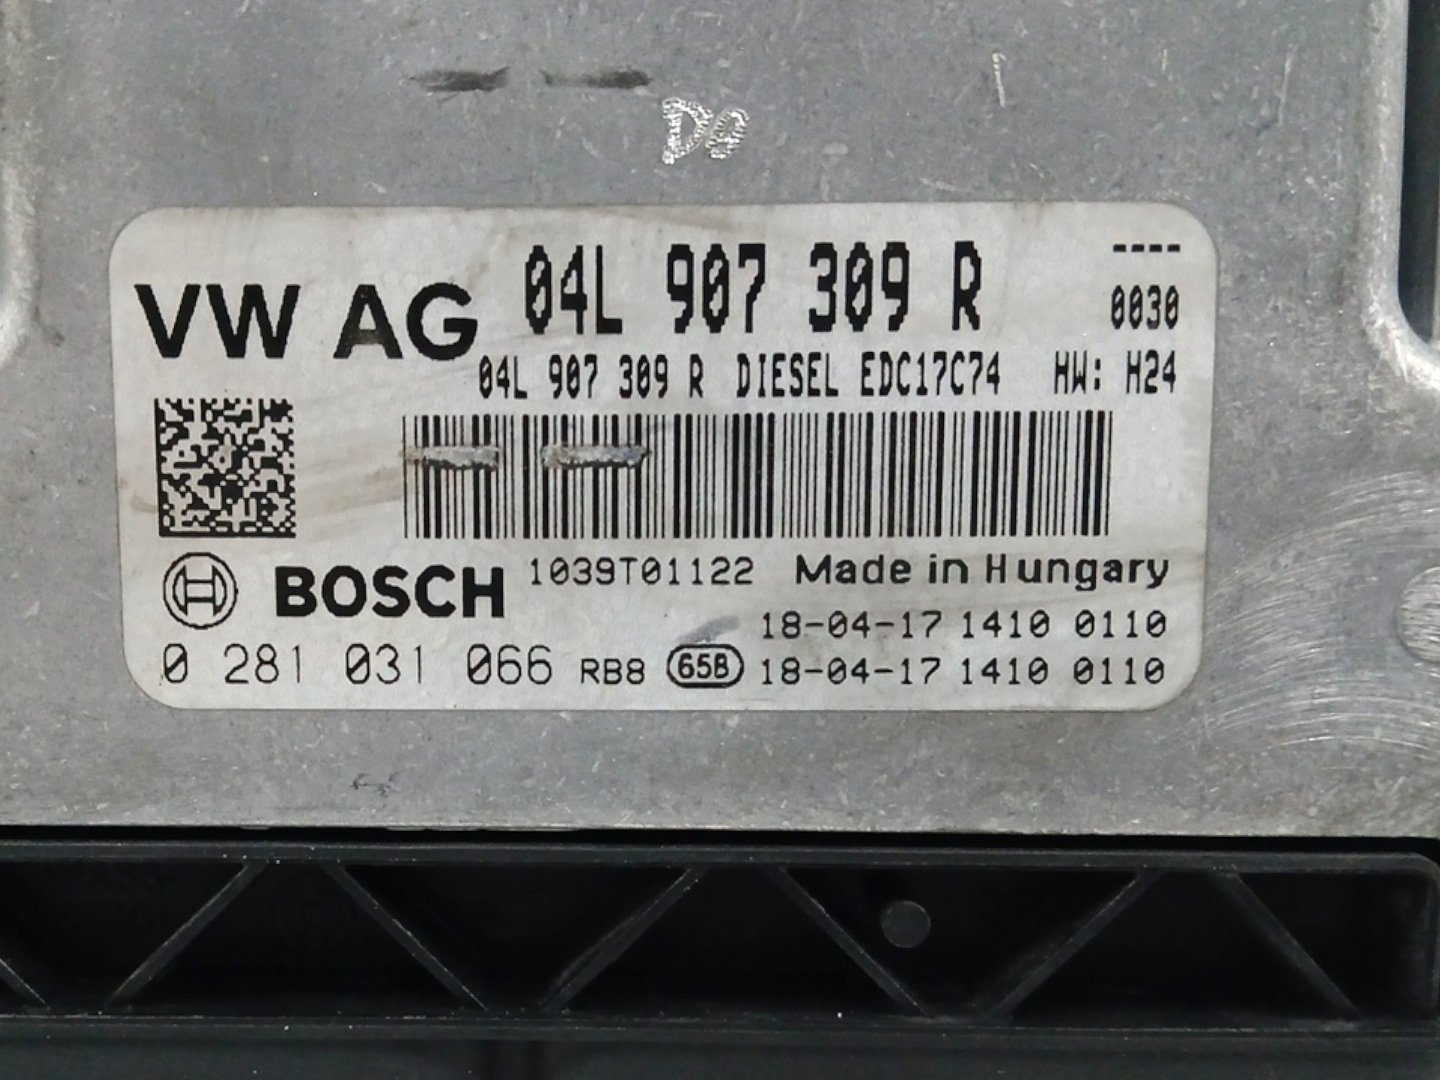 D0
VW AG 04L 907 309 R ----
0030
04L 907 309 R DIESEL EDC17C74 HW: H24
BOSCH 1039T01122 Made in Hungary
18-04-17 1410 0110
0 281 031 066 RB8 65B 18-04-17 1410 0110